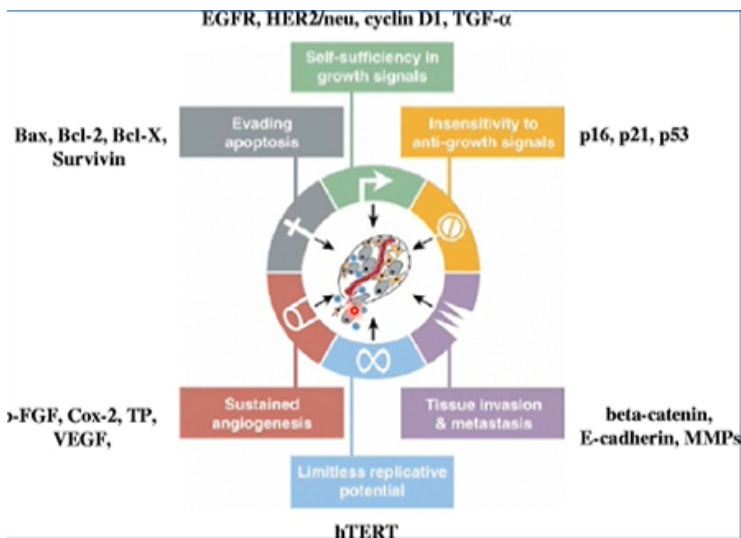 EGFR, HER2/neu, cyclin D1, TGF-α
Self-sufficiency in
growth signals
Evading
apoptosis
Insensitivity to
anti-growth signals
Bax, Bcl-2, Bcl-X,
Survivin
p16, p21, p53
Sustained
angiogenesis
Tissue invasion
& metastasis
-FGF, Cox-2, TP,
VEGF,
beta-catenin,
E-cadherin, MMPs
Limitless replicative
potential
hTERT